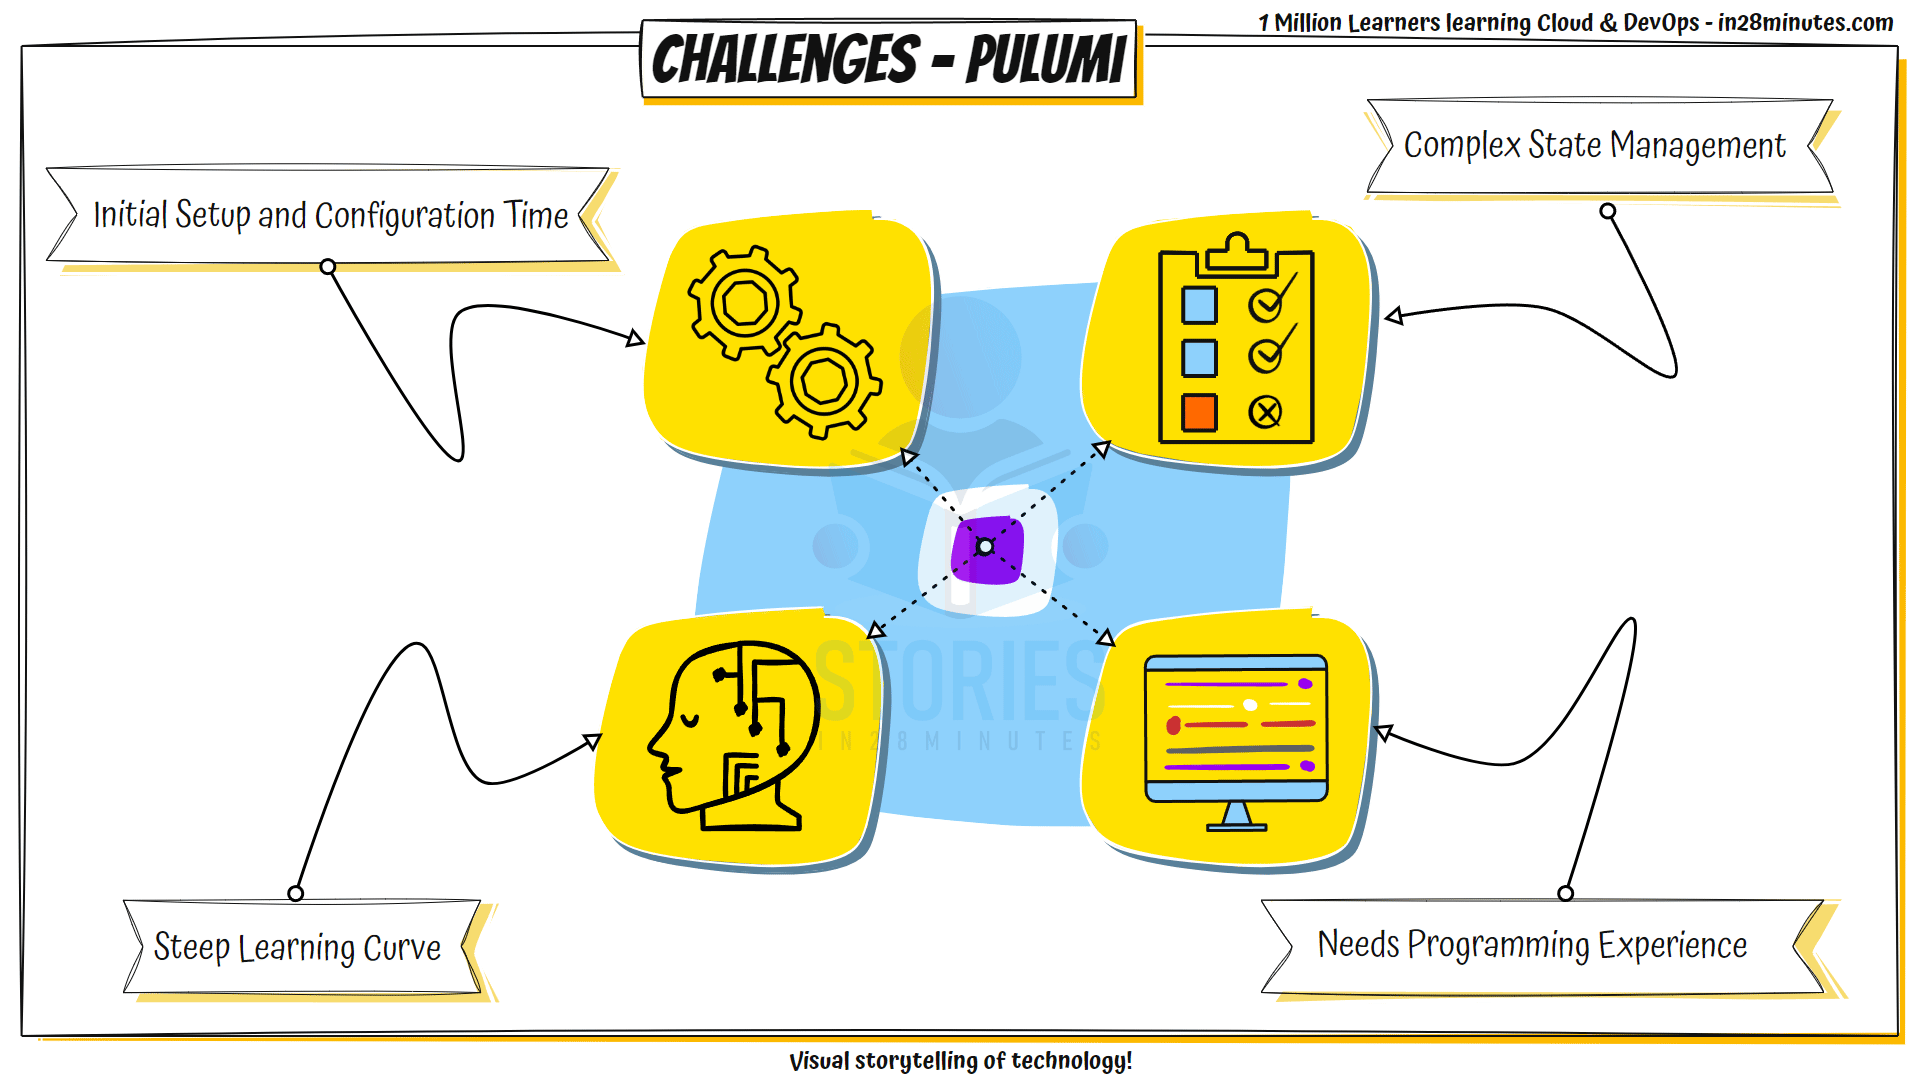 1 Million Learners learning Cloud & DevOps - in28minutes.com
CHALLENGES - PULUMI
Complex State Management
Initial Setup and Configuration Time
STORIES
IN28MINUTES
Steep Learning Curve
Needs Programming Experience
Visual storytelling of technology!